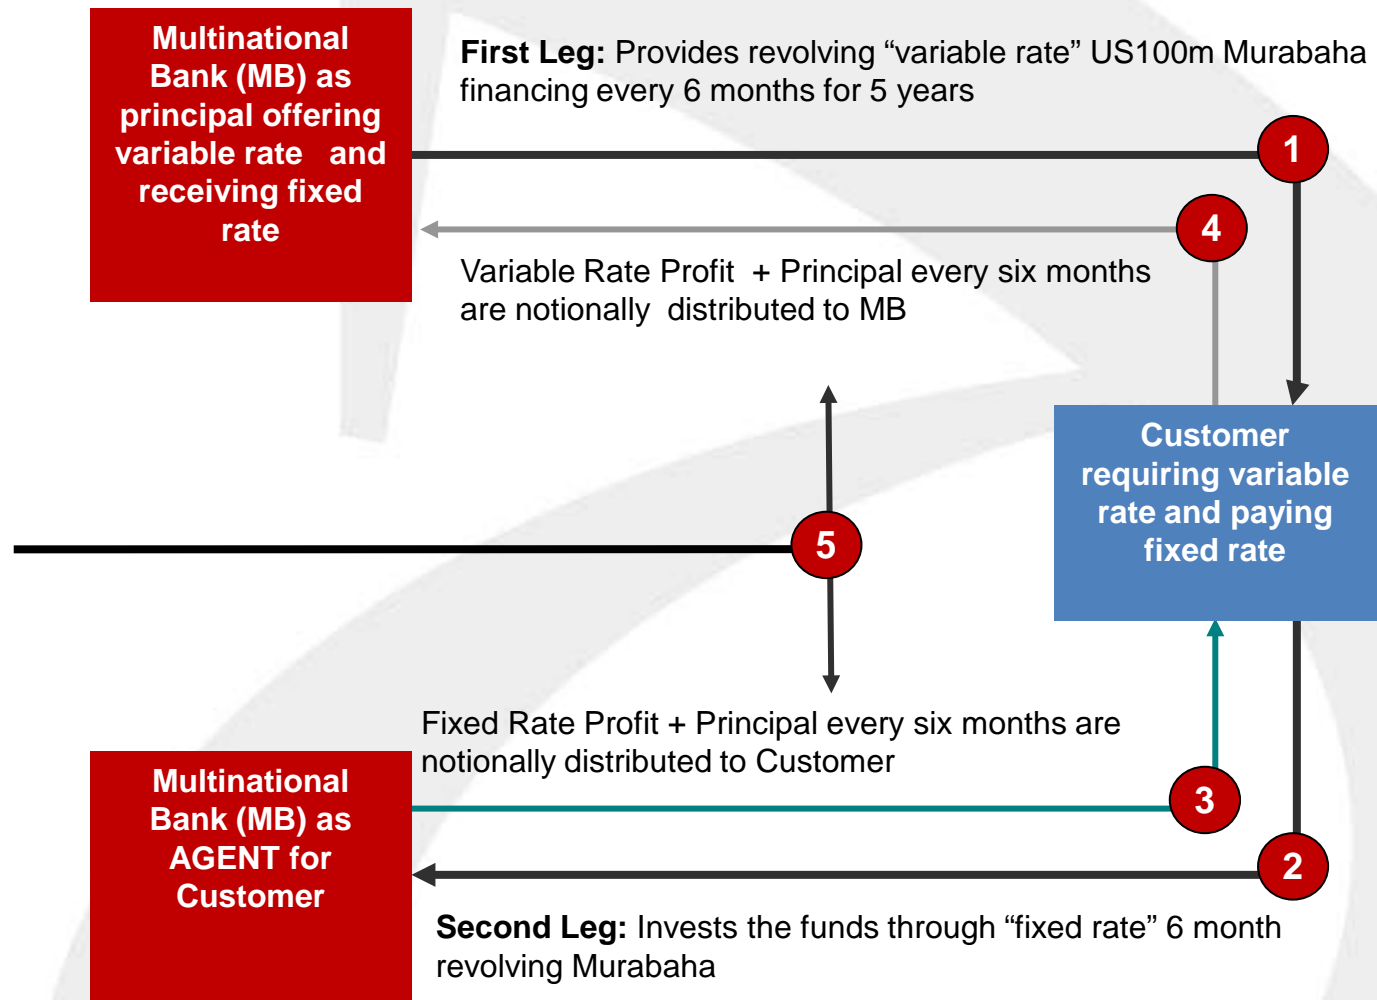 Multinational
Bank (MB) as
principal offering
variable rate and
receiving fixed
rate
First Leg: Provides revolving “variable rate” US100m Murabaha
financing every 6 months for 5 years
1
4
Variable Rate Profit + Principal every six months
are notionally distributed to MB
Customer
requiring variable
rate and paying
fixed rate
5
Fixed Rate Profit + Principal every six months are
notionally distributed to Customer
Multinational
Bank (MB) as
AGENT for
Customer
3
2
Second Leg: Invests the funds through “fixed rate” 6 month
revolving Murabaha